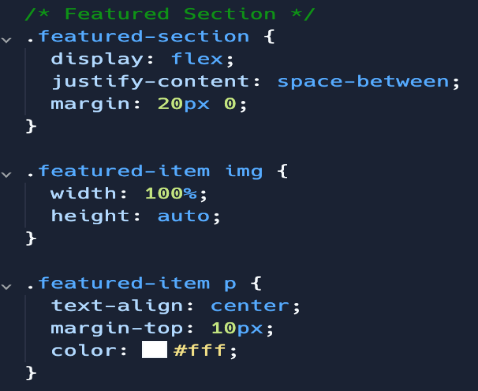 /* Featured Section */
.featured-section {
display: flex;
justify-content: space-between;
margin: 20px 0;
}
.featured-item img {
width: 100%;
height: auto;
}
.featured-item p {
text-align: center;
margin-top: 10px;
color: #fff;
}